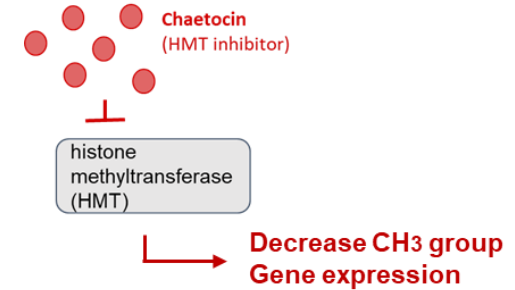 Chaetocin
(HMT inhibitor)
histone
methyltransferase
(HMT)
Decrease CH3 group
Gene expression